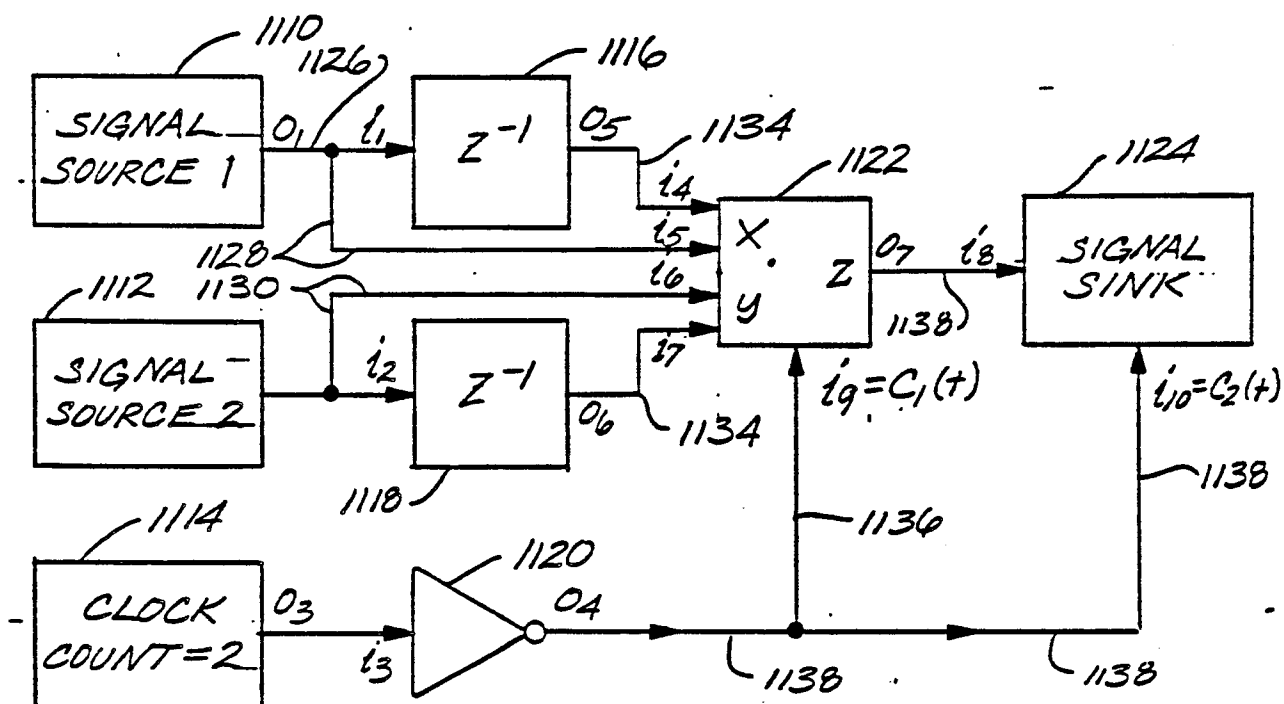 1110
1126
1116
SIGNAL
SOURCE 1
O1
i1
Z-1
O5
1134
1122
1124
i4
i5
i6
i7
X
y
Z
O7
i8
SIGNAL
SINK
1128
1130
1112
1138
SIGNAL
SOURCE 2
i2
Z-1
O6
1134
i9=C1(t)
i10=C2(t)
1118
1138
1136
1114
1120
CLOCK
COUNT=2
O3
i3
O4
1138
1138